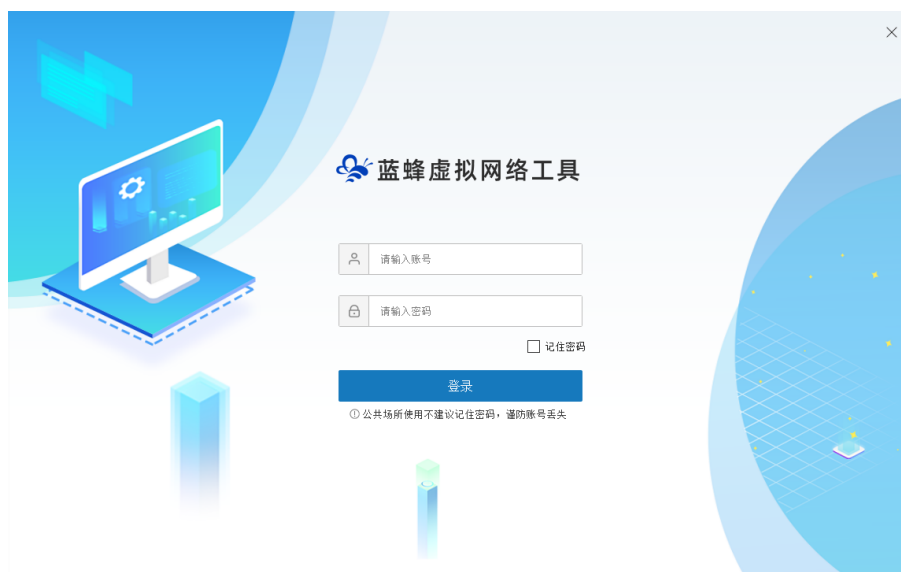 蓝蜂虚拟网络工具
请输入账号
请输入密码
记住密码
登录
公共场所使用不建议记住密码，谨防账号丢失